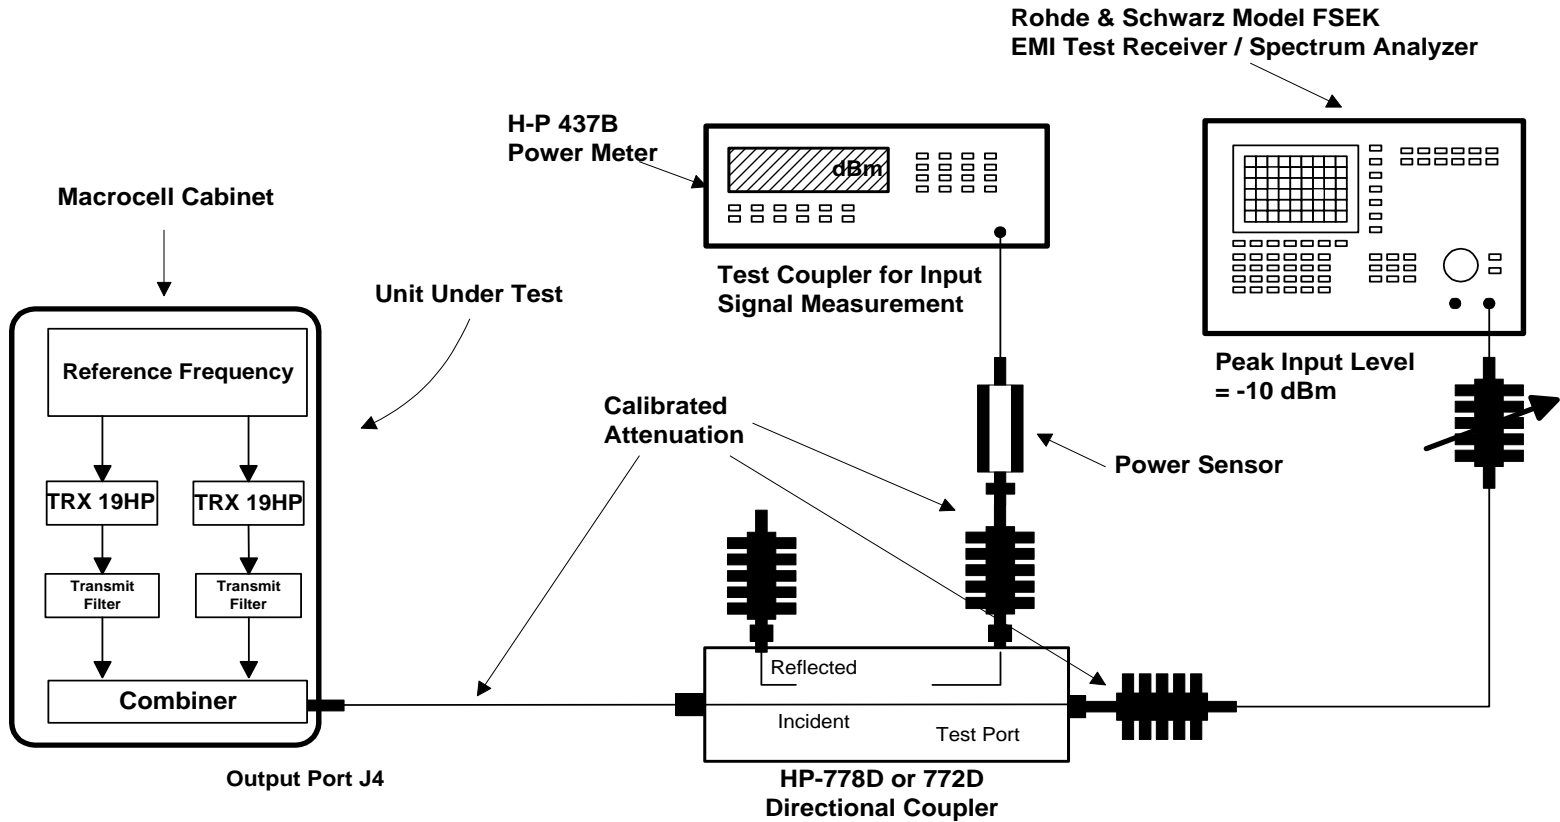 Rohde & Schwarz Model FSEK
EMI Test Receiver / Spectrum Analyzer
H-P 437B
Power Meter
dBm
Macrocell Cabinet
Test Coupler for Input
Signal Measurement
Unit Under Test
Peak Input Level
= -10 dBm
Reference Frequency
Calibrated
Attenuation
Power Sensor
TRX 19HP
TRX 19HP
Transmit
Filter
Transmit
Filter
Combiner
Reflected
Incident
Test Port
Output Port J4
HP-778D or 772D
Directional Coupler